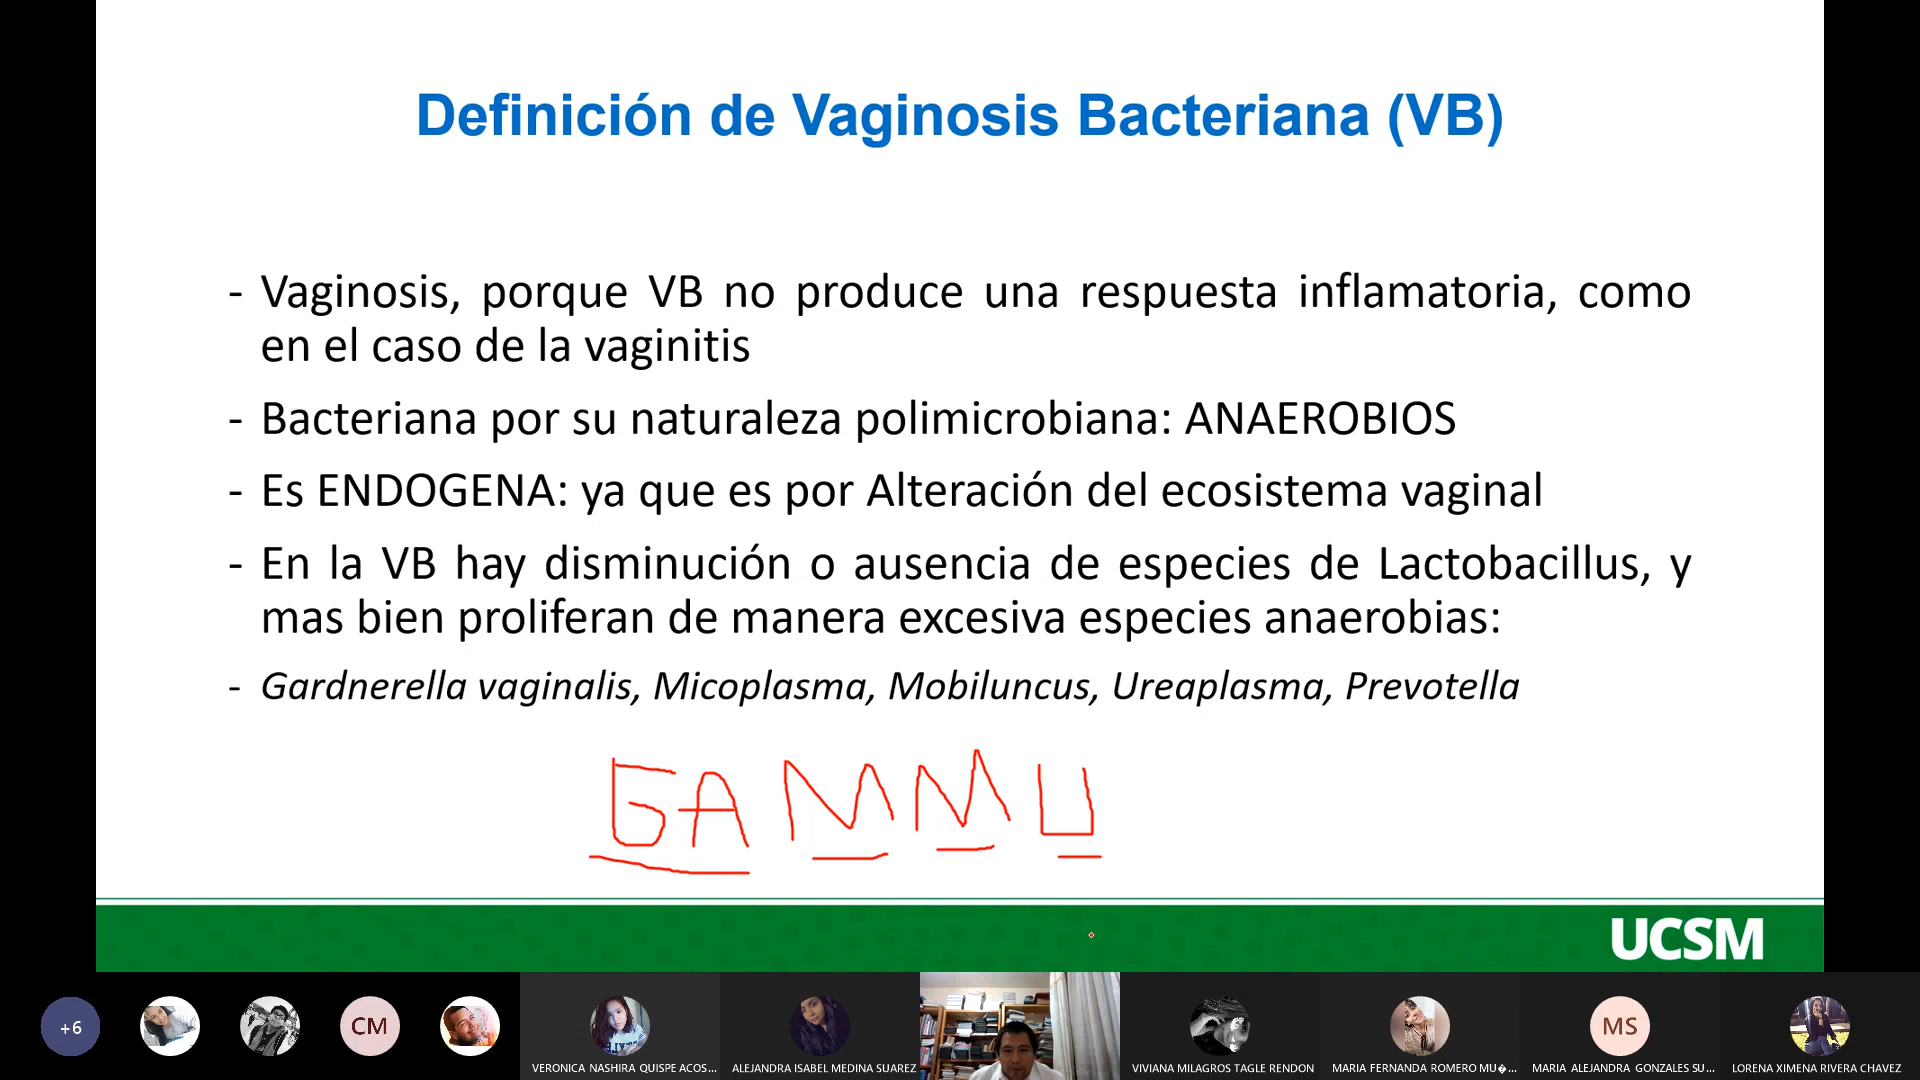 Definición de Vaginosis Bacteriana (VB)
- Vaginosis, porque VB no produce una respuesta inflamatoria, como
en el caso de la vaginitis
- Bacteriana por su naturaleza polimicrobiana: ANAEROBIOS
- Es ENDOGENA: ya que es por Alteración del ecosistema vaginal
- En la VB hay disminución o ausencia de especies de Lactobacillus, y
mas bien proliferan de manera excesiva especies anaerobias:
- Gardnerella vaginalis, Micoplasma, Mobiluncus, Ureaplasma, Prevotella
GA M M U
UCSM
+6
CM
MS
VERONICA NASHIRA QUISPE ACOS... ALEJANDRA ISABEL MEDINA SUAREZ VIVIANA MILAGROS TAGLE RENDON MARIA FERNANDA ROMERO MU�... MARIA ALEJANDRA GONZALES SU... LORENA XIMENA RIVERA CHAVEZ